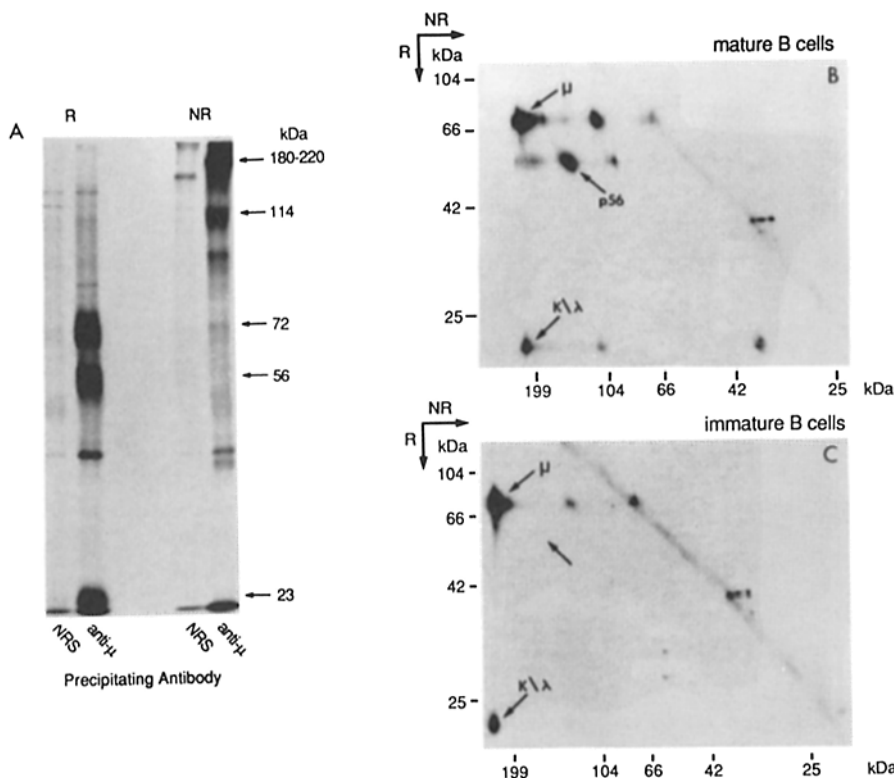 A
R
NR
kDa
180-220
114
72
56
23
NRS
anti-μ
NRS
anti-μ
Precipitating Antibody
NR
R
kDa
mature B cells
B
104
66
42
25
μ
p56
K\λ
199
104
66
42
25
kDa
NR
R
kDa
immature B cells
C
104
66
42
25
μ
K\λ
199
104
66
42
25
kDa